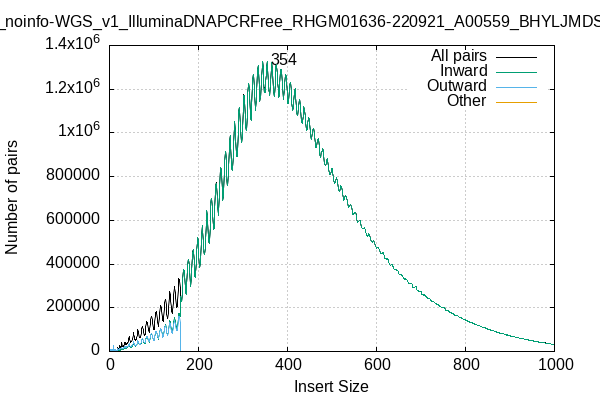 _noinfo-WGS_v1_IlluminaDNAPCRFree_RHGM01636-220921_A00559_BHYLJMDS
1.4x10^6
1.2x10^6
1x10^6
800000
600000
400000
200000
0
Number of pairs
354
All pairs
Inward
Outward
Other
0 200 400 600 800 1000
Insert Size